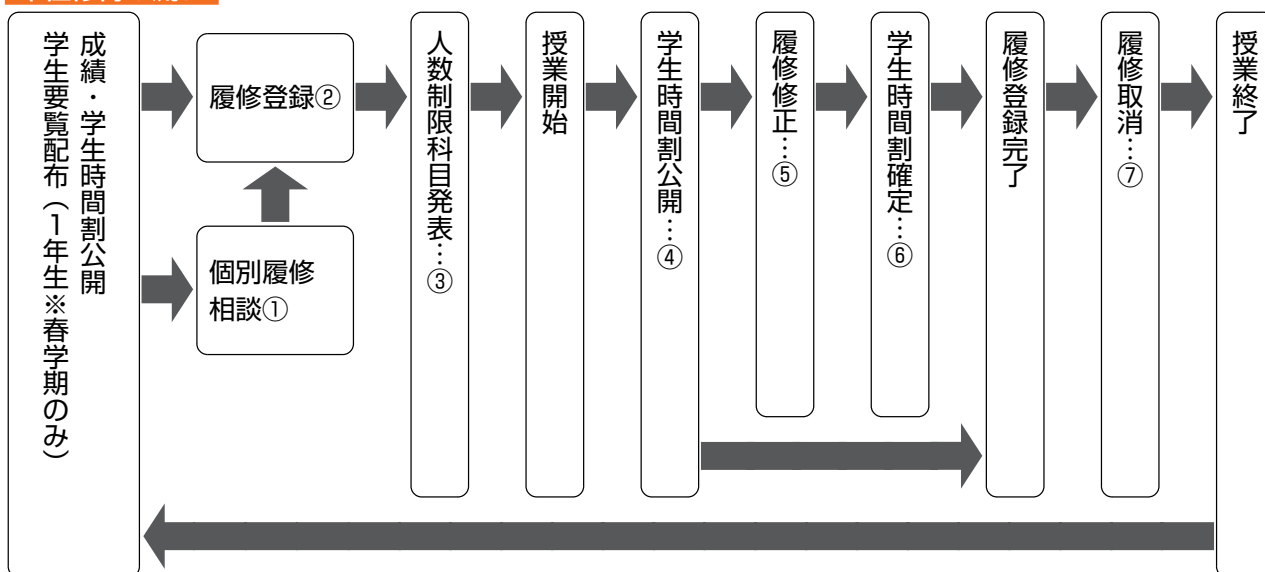 成績・学生時間割公開
学生要覧配布（1年生※春学期のみ）
履修登録②
個別履修
相談①
人数制限科目発表…③
授業開始
学生時間割公開…④
履修修正…⑤
学生時間割確定…⑥
履修登録完了
履修取消…⑦
授業終了